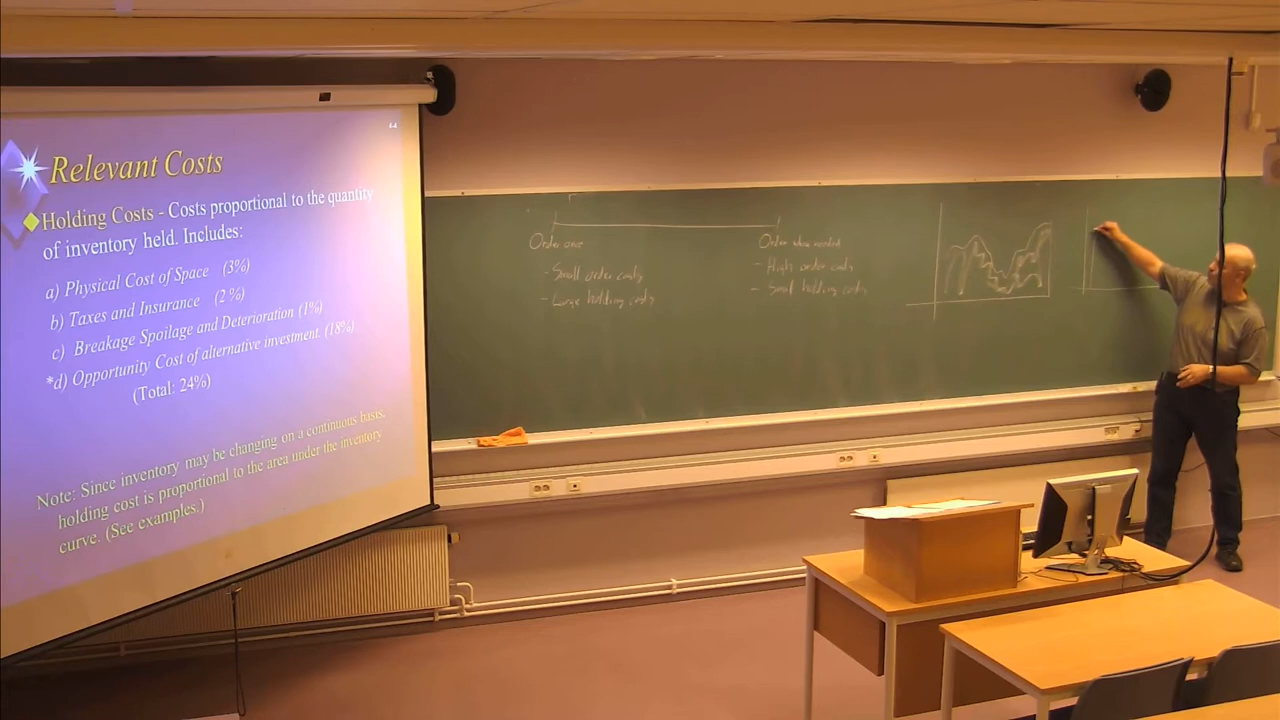 Relevant Costs
Holding Costs - Costs proportional to the quantity
of inventory held. Includes:
a) Physical Cost of Space (3%)
b) Taxes and Insurance (2 %)
c) Breakage Spoilage and Deterioration (1%)
*d) Opportunity Cost of alternative investment. (18%)
(Total: 24%)
Note: Since inventory may be changing on a continuous basis,
holding cost is proportional to the area under the inventory
curve. (See examples.)
Order once
- Small order costs
- Large holding costs
Order when needed
- High order costs
- Small holding costs